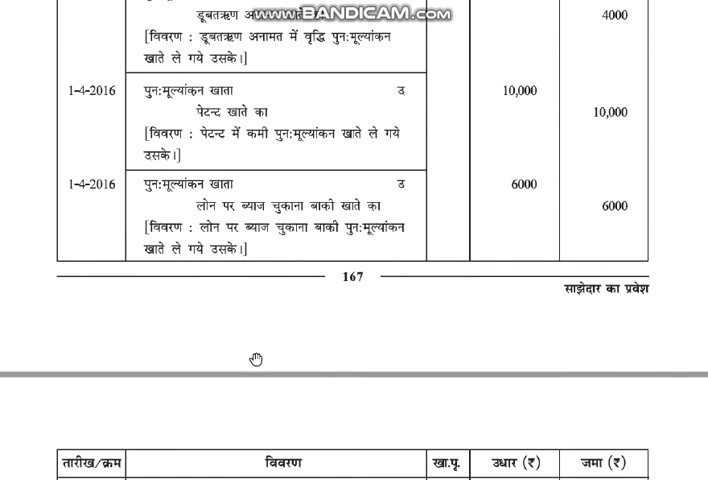 डूबतऋण
www.BANDICAM.com
4000
[विवरण : डूबतऋण अनामत में वृद्धि पुन:मूल्यांकन
खाते ले गये उसके।]
1-4-2016 पुन:मूल्यांकन खाता उ 10,000
पेटन्ट खाते का 10,000
[विवरण : पेटन्ट में कमी पुन:मूल्यांकन खाते ले गये
उसके।]
1-4-2016 पुन:मूल्यांकन खाता उ 6000
लोन पर ब्याज चुकाना बाकी खाते का 6000
[विवरण : लोन पर ब्याज चुकाना बाकी पुन:मूल्यांकन
खाते ले गये उसके।]
167
साझेदार का प्रवेश
तारीख/क्रम विवरण खा.पृ. उधार (₹) जमा (₹)